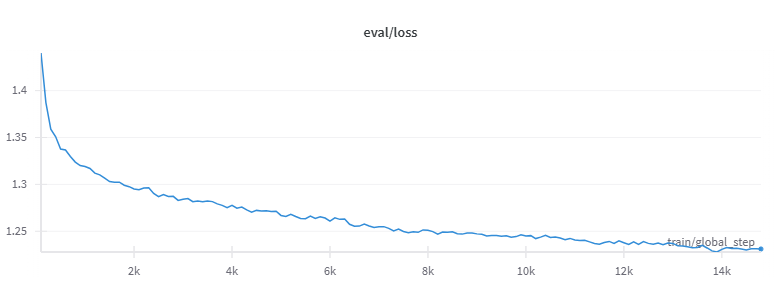 eval/loss
1.4
1.35
1.3
1.25
train/global_step
2k
4k
6k
8k
10k
12k
14k